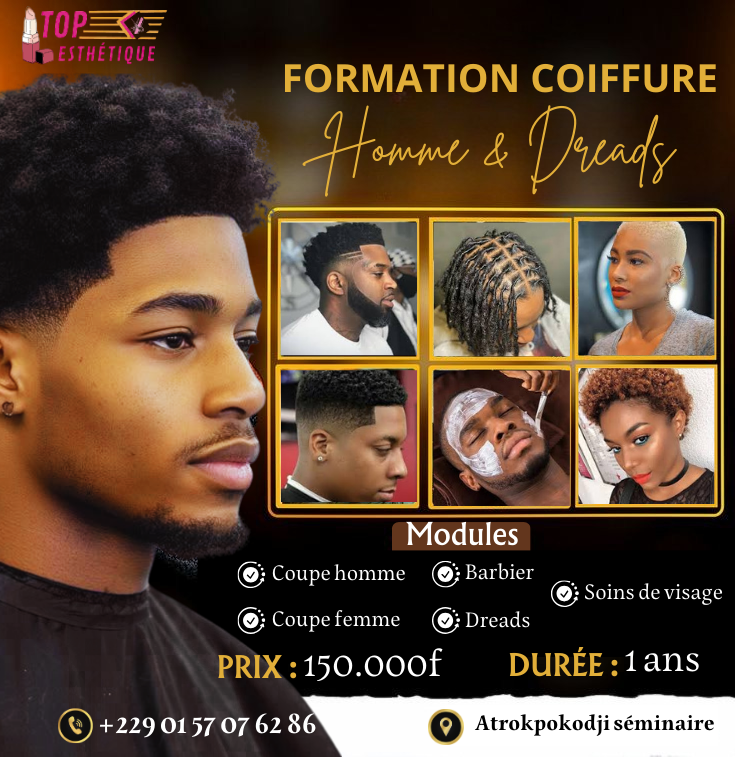 TOP
ESTHÉTIQUE
FORMATION COIFFURE
Homme & Dreads
Modules
Coupe homme
Barbier
Soins de visage
Coupe femme
Dreads
PRIX : 150.000f
DURÉE : 1 ans
+229 01 57 07 62 86
Atrokpokodji séminaire